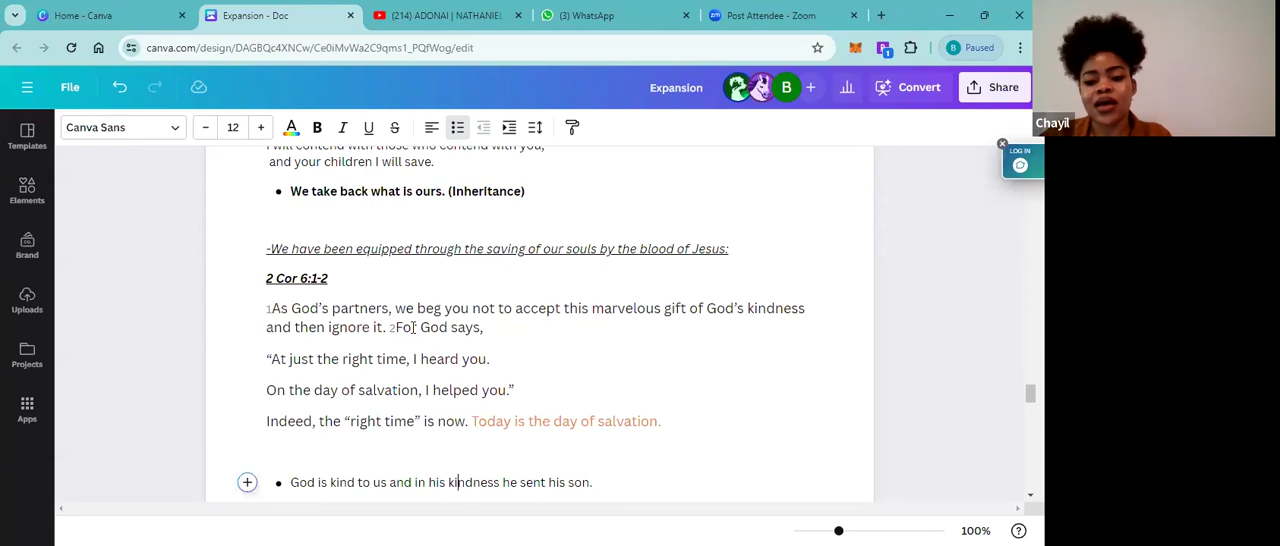 Home - Canva
Expansion - Doc
(214) ADONAI | NATHANIEL
(3) WhatsApp
Post Attendee - Zoom
canva.com/design/DAGBQc4XNCw/Ce0iMvWa2C9qms1_PQfWog/edit
1
B Paused
File
Expansion
B
Convert
Share
Chayil
Canva Sans
12
A B I U S
Templates
Elements
Brand
Uploads
Projects
Apps
LOG IN
I will contend with those who contend with you,
and your children I will save.
• We take back what is ours. (Inheritance)
-We have been equipped through the saving of our souls by the blood of Jesus:
2 Cor 6:1-2
1As God's partners, we beg you not to accept this marvelous gift of God's kindness
and then ignore it. 2For God says,
“At just the right time, I heard you.
On the day of salvation, I helped you.”
Indeed, the “right time” is now. Today is the day of salvation.
• God is kind to us and in his kindness he sent his son.
100%